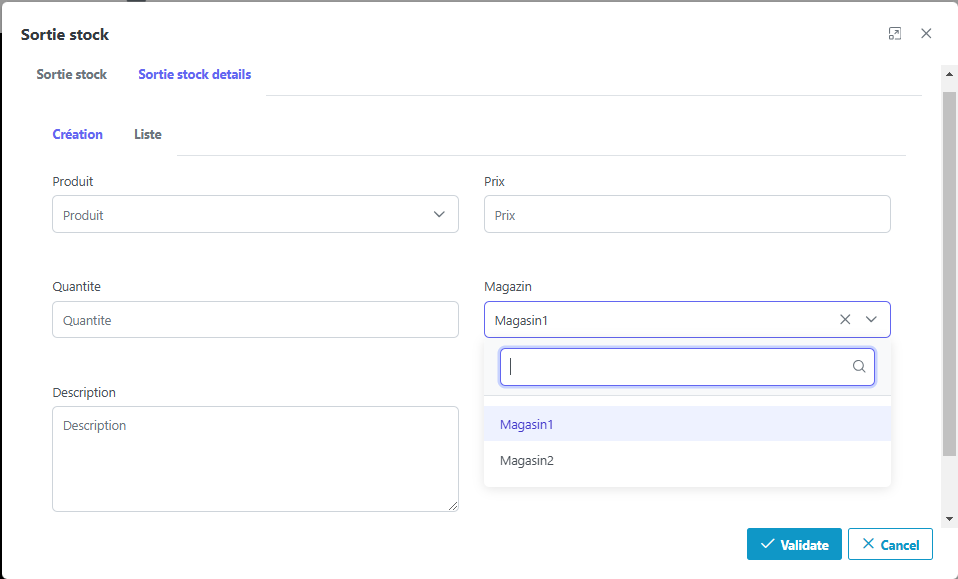 Sortie stock
Sortie stock Sortie stock details
Création Liste
Produit Prix
Produit Prix
Quantite Magazin
Quantite Magasin1
Description
Description
Magasin1
Magasin2
Validate Cancel